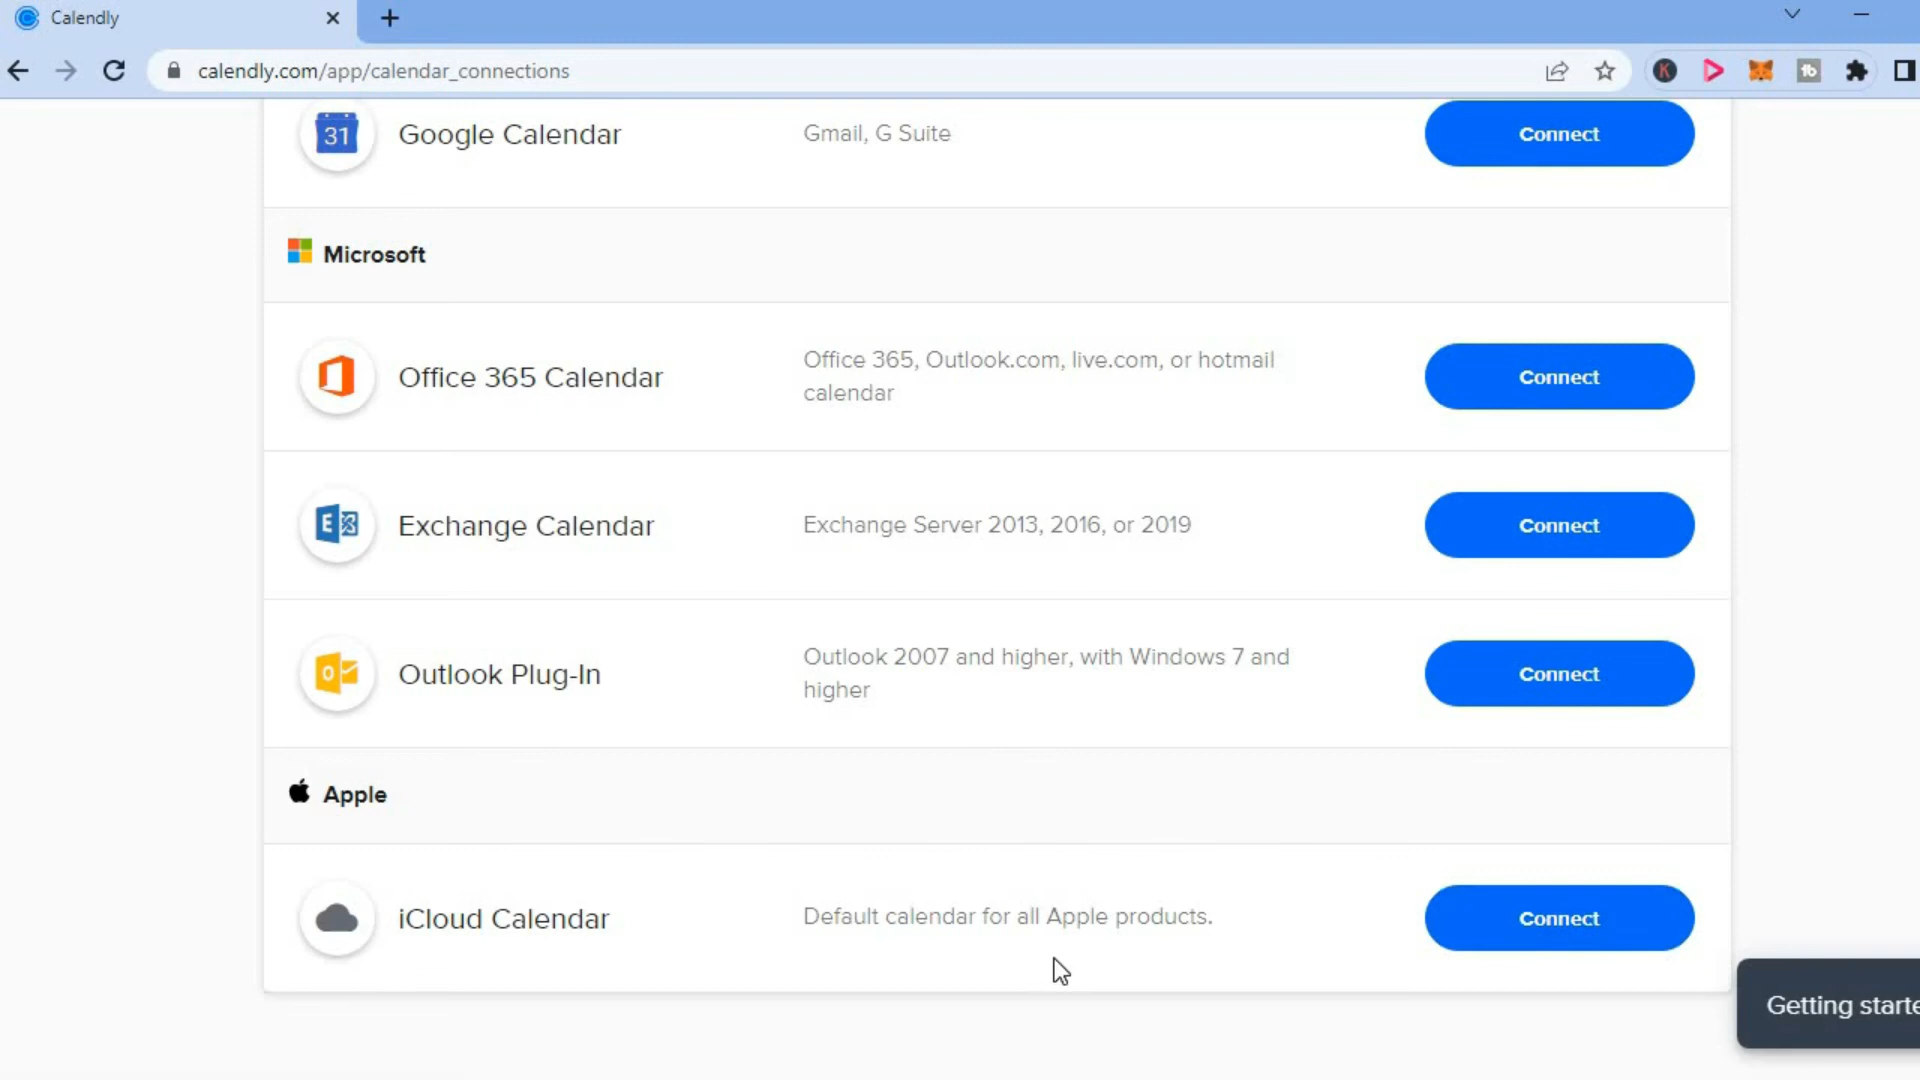 Calendly
calendly.com/app/calendar_connections
K
tb
31
Google Calendar
Gmail, G Suite
Connect
Microsoft
Office 365 Calendar
Office 365, Outlook.com, live.com, or hotmail
calendar
Connect
E
Exchange Calendar
Exchange Server 2013, 2016, or 2019
Connect
O
Outlook Plug-In
Outlook 2007 and higher, with Windows 7 and
higher
Connect
Apple
iCloud Calendar
Default calendar for all Apple products.
Connect
Getting starte